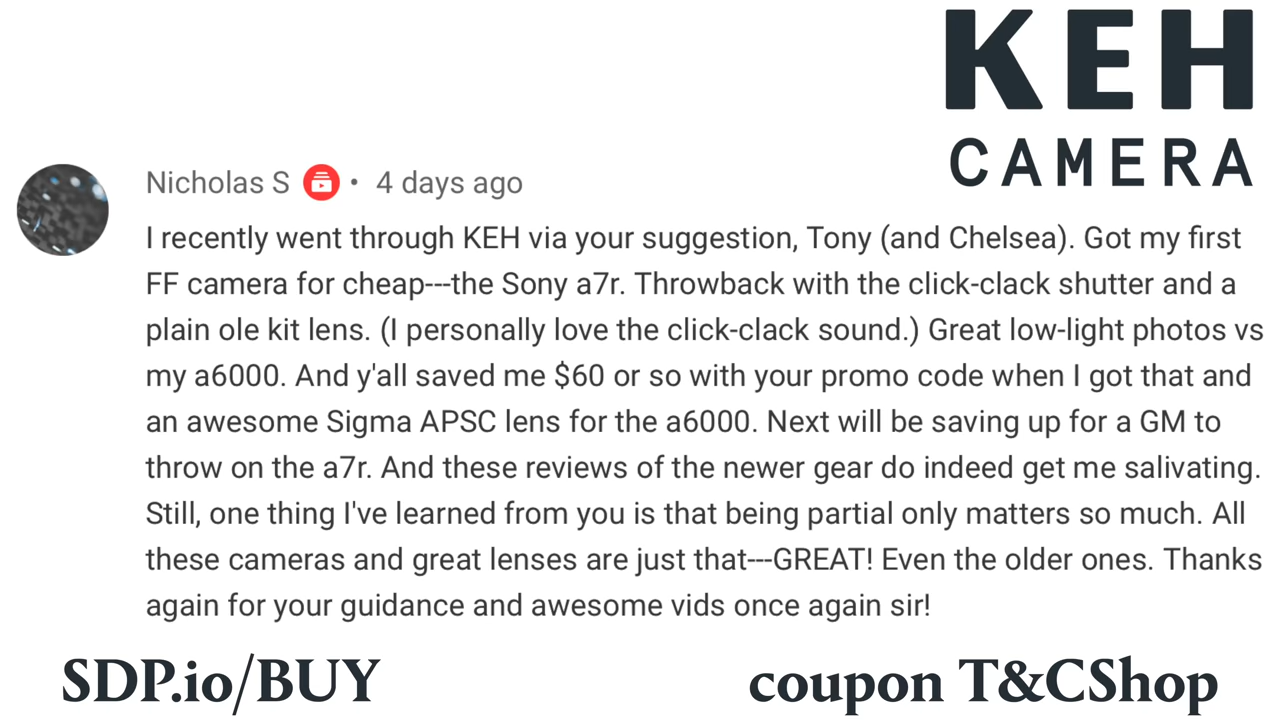 KEH
CAMERA
Nicholas S • 4 days ago
I recently went through KEH via your suggestion, Tony (and Chelsea). Got my first
FF camera for cheap---the Sony a7r. Throwback with the click-clack shutter and a
plain ole kit lens. (I personally love the click-clack sound.) Great low-light photos vs
my a6000. And y'all saved me $60 or so with your promo code when I got that and
an awesome Sigma APSC lens for the a6000. Next will be saving up for a GM to
throw on the a7r. And these reviews of the newer gear do indeed get me salivating.
Still, one thing I've learned from you is that being partial only matters so much. All
these cameras and great lenses are just that---GREAT! Even the older ones. Thanks
again for your guidance and awesome vids once again sir!
SDP.io/BUY
coupon T&CShop